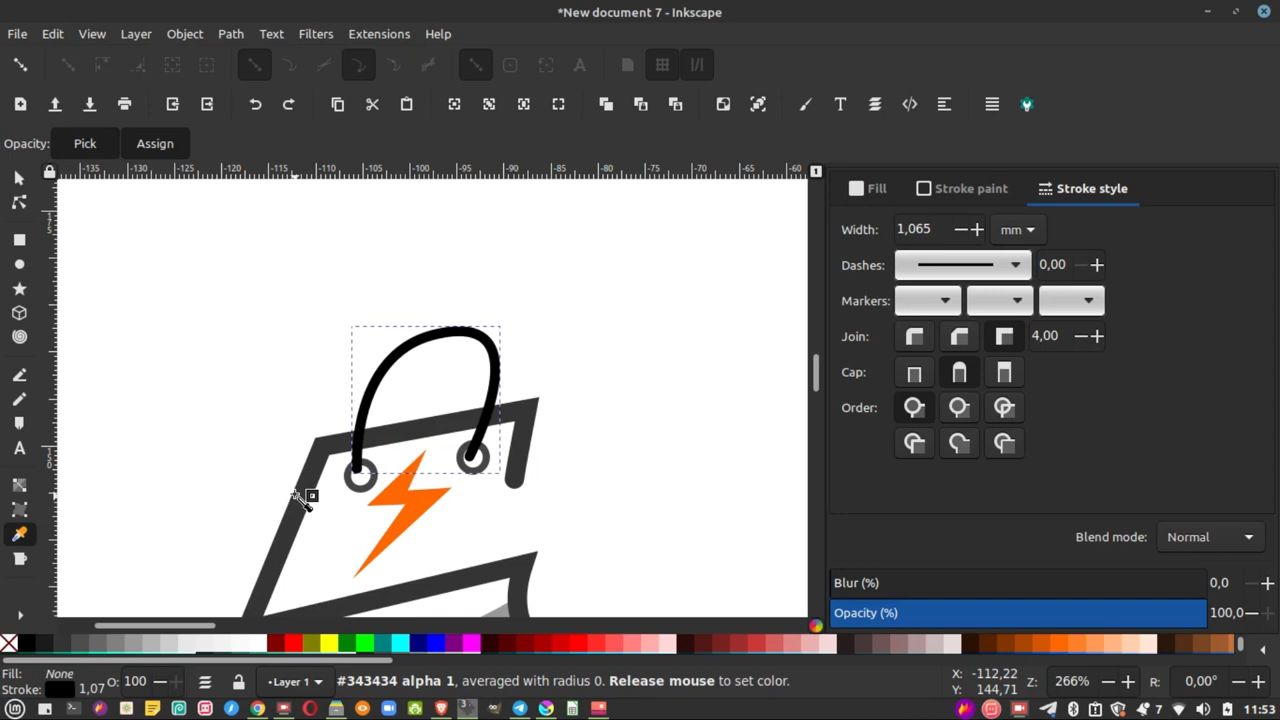 *New document 7 - Inkscape
File Edit View Layer Object Path Text Filters Extensions Help
Opacity: Pick Assign
-135 -130 -125 -120 -115 -110 -105 -100 -95 -90 -85 -80 -75 -70 -65 -60
1
Fill Stroke paint Stroke style
Width: 1,065 mm
Dashes: 0,00
Markers:
Join: 4,00
Cap:
Order:
Blend mode: Normal
Blur (%) 0,0
Opacity (%) 100,0
Fill: None
Stroke: 1,07
O: 100
•Layer 1
#343434 alpha 1, averaged with radius 0. Release mouse to set color.
X: -112,22
Y: 144,71
Z: 266%
R: 0,00°
7 11:53